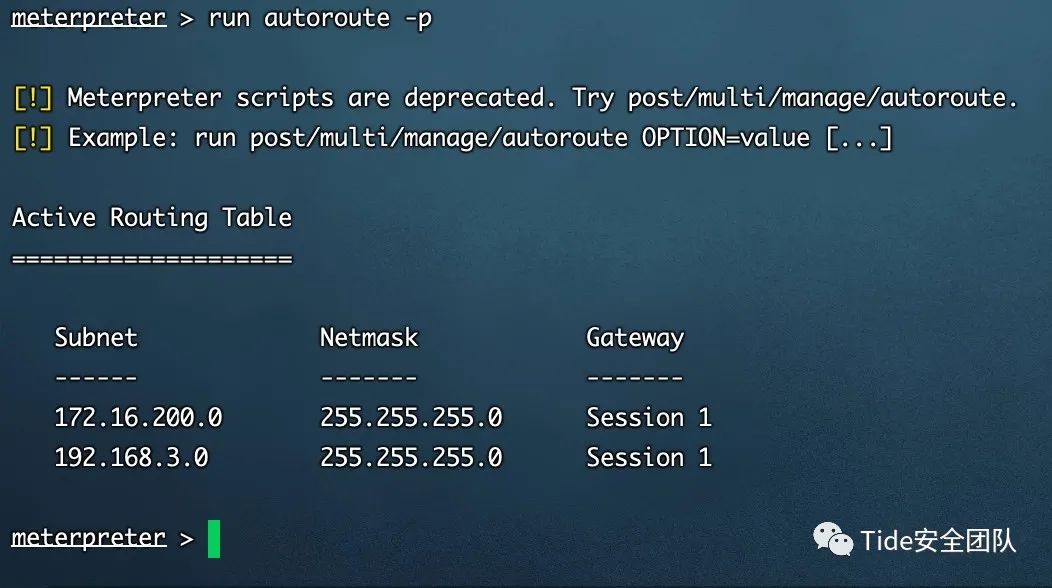 meterpreter > run autoroute -p
[!] Meterpreter scripts are deprecated. Try post/multi/manage/autoroute.
[!] Example: run post/multi/manage/autoroute OPTION=value [...]
Active Routing Table
====================
Subnet Netmask Gateway
------ ------- -------
172.16.200.0 255.255.255.0 Session 1
192.168.3.0 255.255.255.0 Session 1
meterpreter >
Tide安全团队